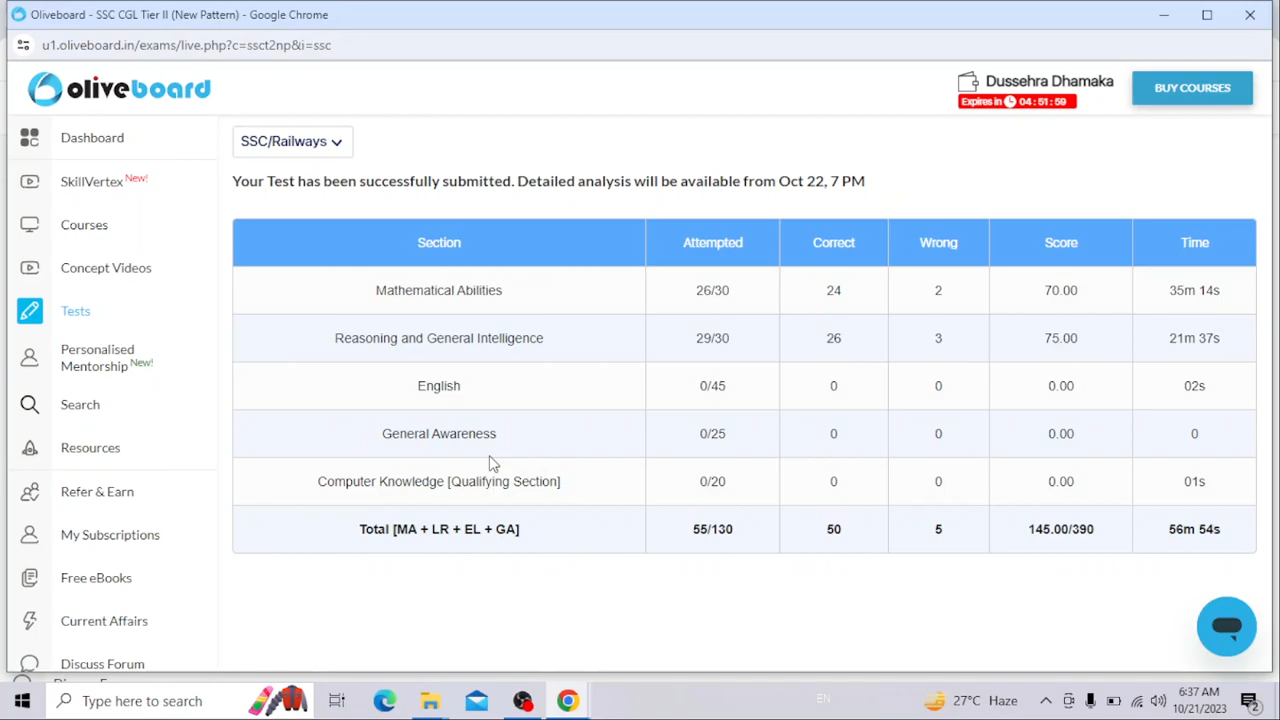 Oliveboard - SSC CGL Tier II (New Pattern) - Google Chrome
u1.oliveboard.in/exams/live.php?c=ssct2np&i=ssc
oliveboard
Dussehra Dhamaka
Expires in 04 : 51 : 59
BUY COURSES
Dashboard
SkillVertex New!
Courses
Concept Videos
Tests
Personalised
Mentorship New!
Search
Resources
Refer & Earn
My Subscriptions
Free eBooks
Current Affairs
Discuss Forum
SSC/Railways
Your Test has been successfully submitted. Detailed analysis will be available from Oct 22, 7 PM
Section Attempted Correct Wrong Score Time
Mathematical Abilities 26/30 24 2 70.00 35m 14s
Reasoning and General Intelligence 29/30 26 3 75.00 21m 37s
English 0/45 0 0 0.00 02s
General Awareness 0/25 0 0 0.00 0
Computer Knowledge [Qualifying Section] 0/20 0 0 0.00 01s
Total [MA + LR + EL + GA] 55/130 50 5 145.00/390 56m 54s
Type here to search
EN
27°C Haze
6:37 AM
10/21/2023
2